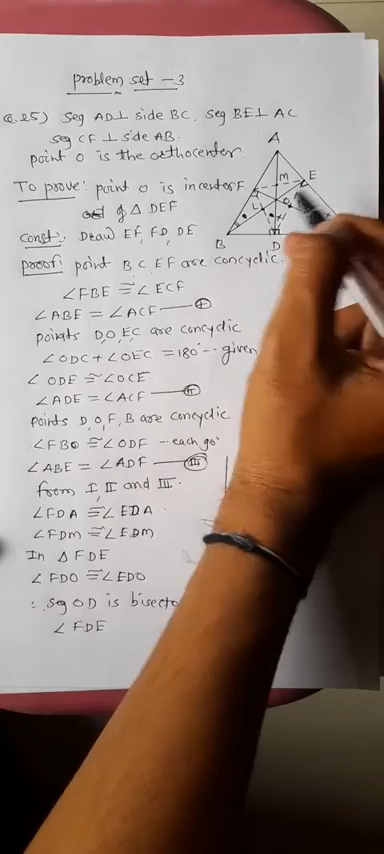 problem set -3
Q.25) seg AD⊥ side BC. seg BE⊥ AC
seg CF ⊥ side AB.
point O is the orthocenter.
To prove: point O is incenter
of △ DEF
Const:. Draw EF, FD, DE
proof: point B C, E F are concyclic.
∠FBE ≅ ∠ECF
∠ABE = ∠ACF — I
points D, O, E, C are concyclic
∠ODC + ∠OEC = 180° -- given
∠ ODE ≅ ∠OCE
∠ADE = ∠ACF — II
points D, O, F, B are concyclic
∠FBO ≅ ∠ODF - each 90°
∠ABE = ∠ADF — III
from I, II and III.
∠FDA ≅ ∠EDA
∠FDM ≅ ∠EDM
In △ FDE
∠ FDO ≅ ∠EDO
∴ seg OD is bisecto
∠ FDE
A
E
M
F
L
O
B
D